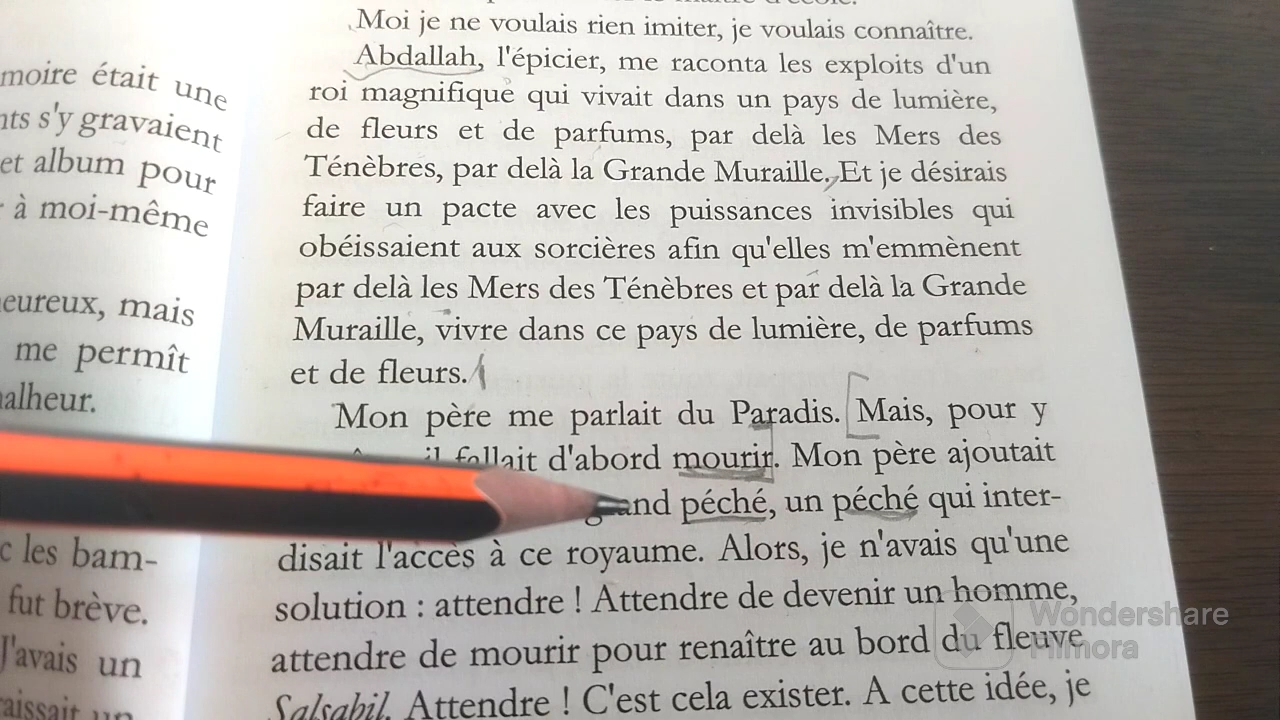 moire était une
nts s'y gravaient
et album pour
à moi-même
eureux, mais
me permît
alheur.
c les bam-
fut brève.
J'avais un
raissait un
Moi je ne voulais rien imiter, je voulais connaître.
Abdallah, l'épicier, me raconta les exploits d'un
roi magnifique qui vivait dans un pays de lumière,
de fleurs et de parfums, par delà les Mers des
Ténèbres, par delà la Grande Muraille. Et je désirais
faire un pacte avec les puissances invisibles qui
obéissaient aux sorcières afin qu'elles m'emmènent
par delà les Mers des Ténèbres et par delà la Grande
Muraille, vivre dans ce pays de lumière, de parfums
et de fleurs.
Mon père me parlait du Paradis. Mais, pour y
il fallait d'abord mourir. Mon père ajoutait
péché, un péché qui inter-
disait l'accès à ce royaume. Alors, je n'avais qu'une
solution : attendre ! Attendre de devenir un homme,
attendre de mourir pour renaître au bord du fleuve
Salsabil. Attendre ! C'est cela exister. A cette idée, je
Wondershare
Filmora